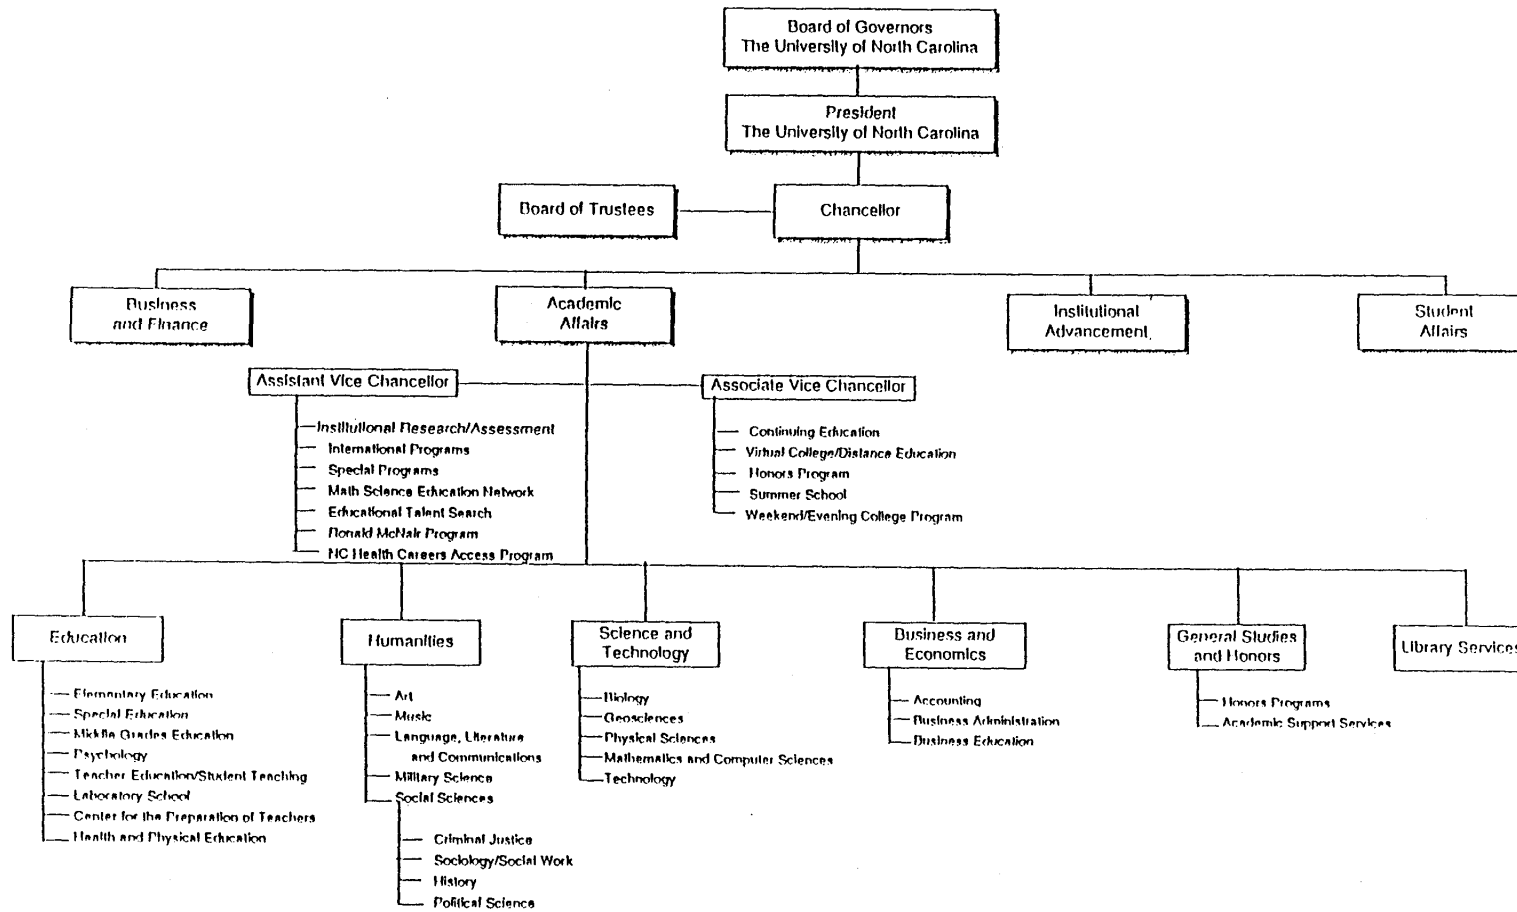 Board of Governors
The University of North Carolina
President
The University of North Carolina
Board of Trustees
Chancellor
Business
and Finance
Academic
Affairs
Institutional
Advancement
Student
Affairs
Assistant Vice Chancellor
Associate Vice Chancellor
Institutional Research/Assessment
International Programs
Special Programs
Math Science Education Network
Educational Talent Search
Ronald McNair Program
NC Health Careers Access Program
Continuing Education
Virtual College/Distance Education
Honors Program
Summer School
Weekend/Evening College Program
Education
Elementary Education
Special Education
Middle Grades Education
Psychology
Teacher Education/Student Teaching
Laboratory School
Center for the Preparation of Teachers
Health and Physical Education
Humanities
Art
Music
Language, Literature
and Communications
Military Science
Social Sciences
Criminal Justice
Sociology/Social Work
History
Political Science
Science and
Technology
Biology
Geosciences
Physical Sciences
Mathematics and Computer Sciences
Technology
Business and
Economics
Accounting
Business Administration
Business Education
General Studies
and Honors
Honors Programs
Academic Support Services
Library Services